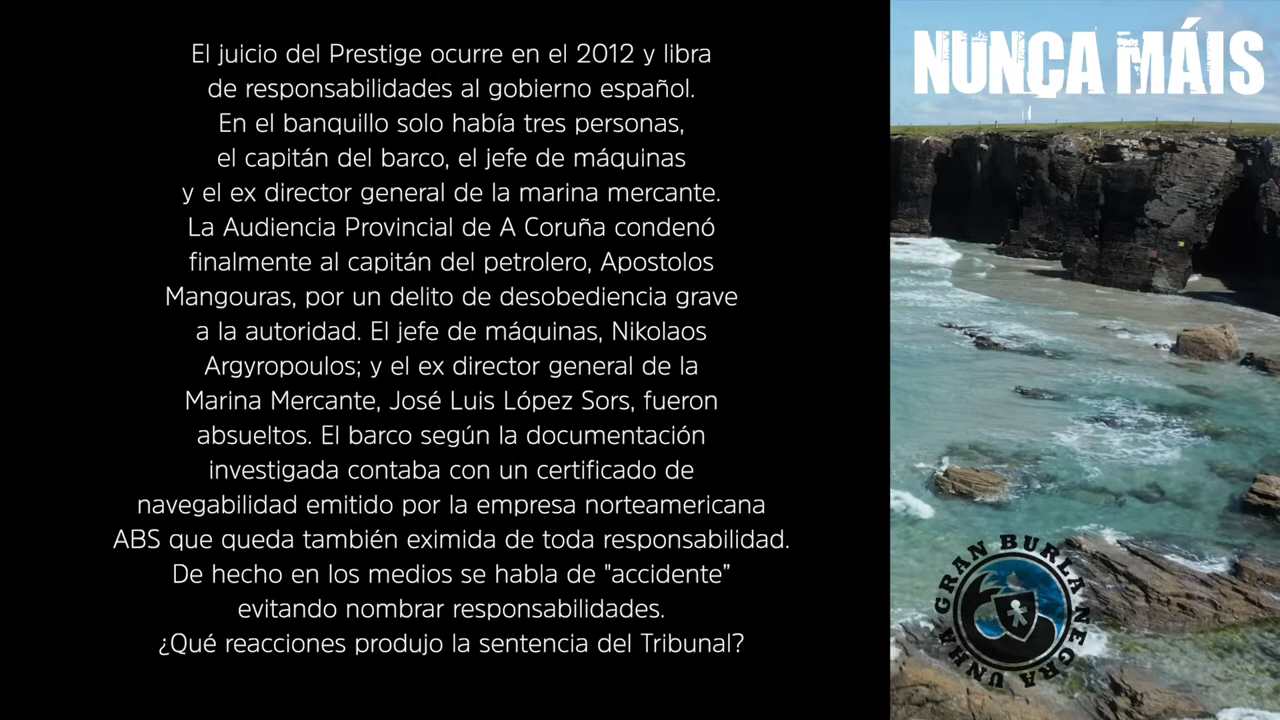 El juicio del Prestige ocurre en el 2012 y libra
de responsabilidades al gobierno español.
En el banquillo solo había tres personas,
el capitán del barco, el jefe de máquinas
y el ex director general de la marina mercante.
La Audiencia Provincial de A Coruña condenó
finalmente al capitán del petrolero, Apostolos
Mangouras, por un delito de desobediencia grave
a la autoridad. El jefe de máquinas, Nikolaos
Argyropoulos; y el ex director general de la
Marina Mercante, José Luis López Sors, fueron
absueltos. El barco según la documentación
investigada contaba con un certificado de
navegabilidad emitido por la empresa norteamericana
ABS que queda también eximida de toda responsabilidad.
De hecho en los medios se habla de "accidente”
evitando nombrar responsabilidades.
¿Qué reacciones produjo la sentencia del Tribunal?
NUNCA MÁIS
UNHA GRAN BURLA NEGRA